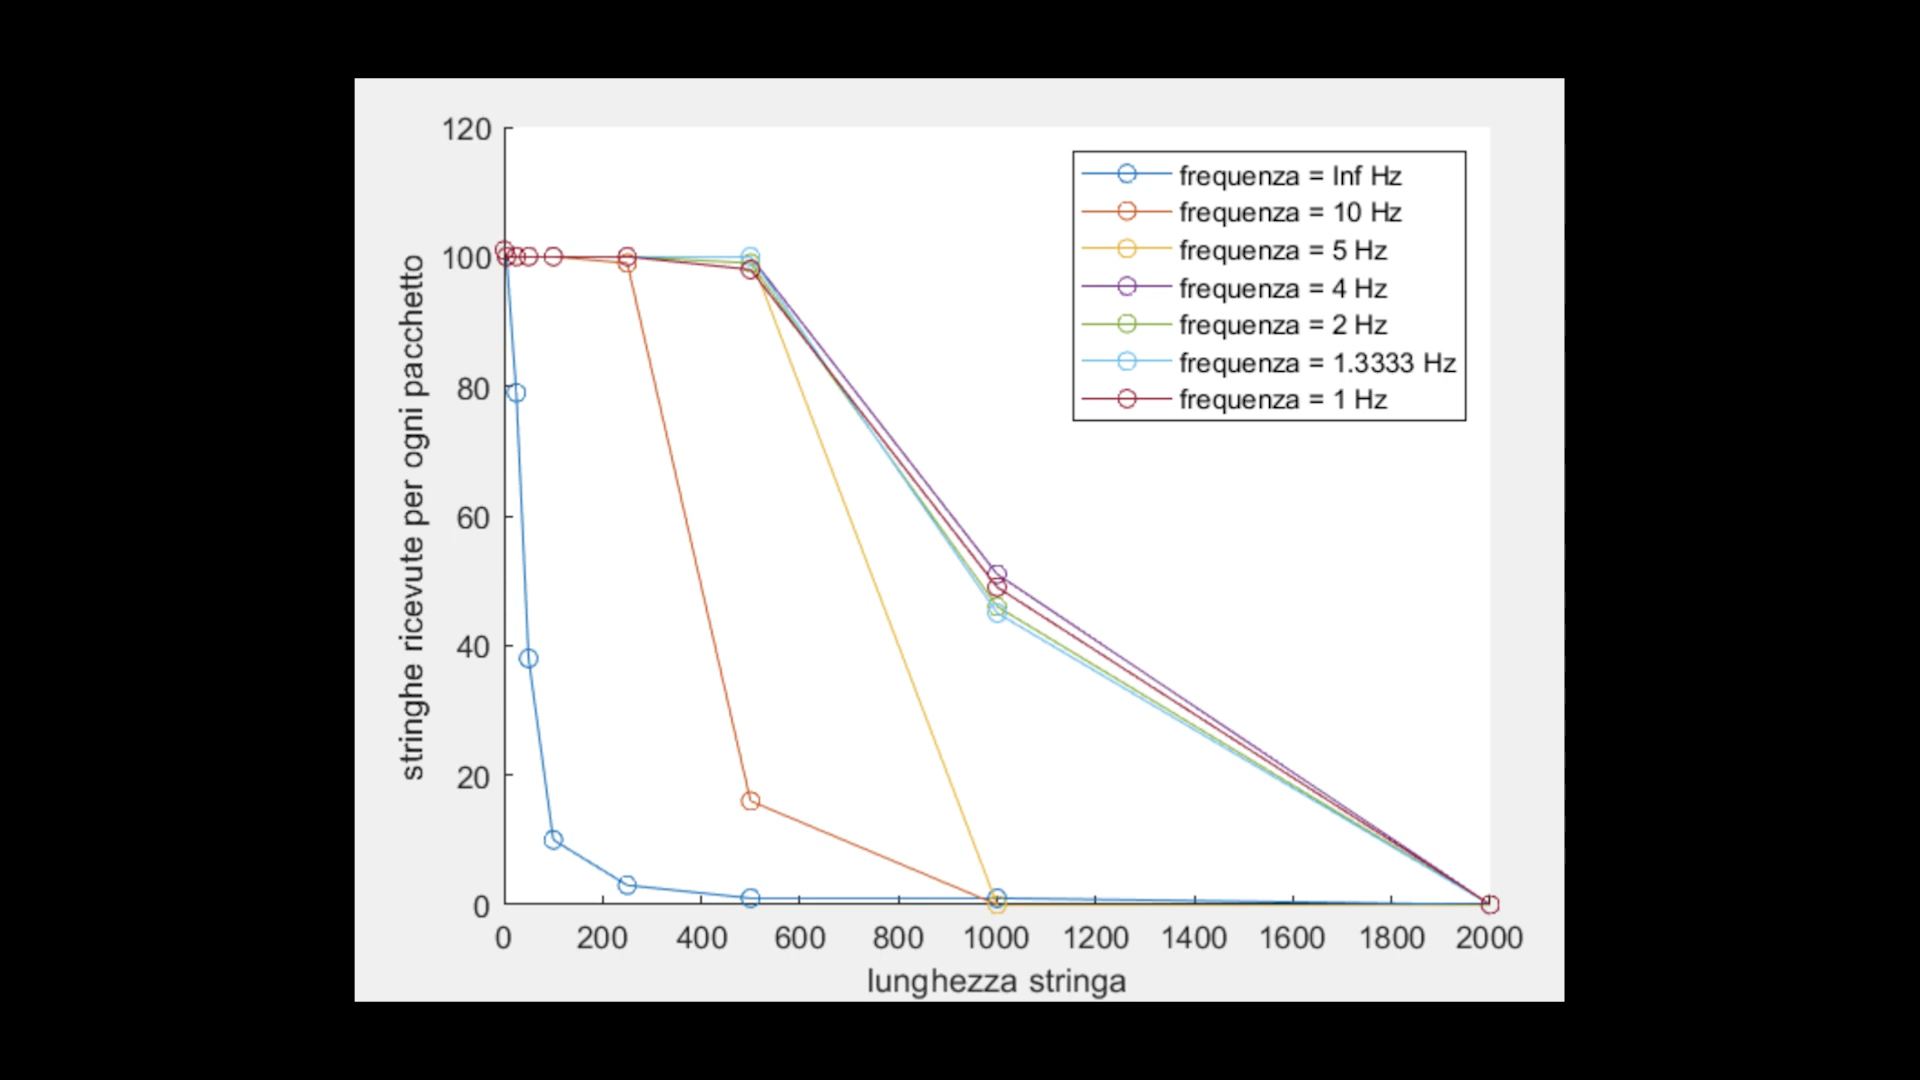 120
100
80
60
40
20
0
stringhe ricevute per ogni pacchetto
frequenza = Inf Hz
frequenza = 10 Hz
frequenza = 5 Hz
frequenza = 4 Hz
frequenza = 2 Hz
frequenza = 1.3333 Hz
frequenza = 1 Hz
0 200 400 600 800 1000 1200 1400 1600 1800 2000
lunghezza stringa